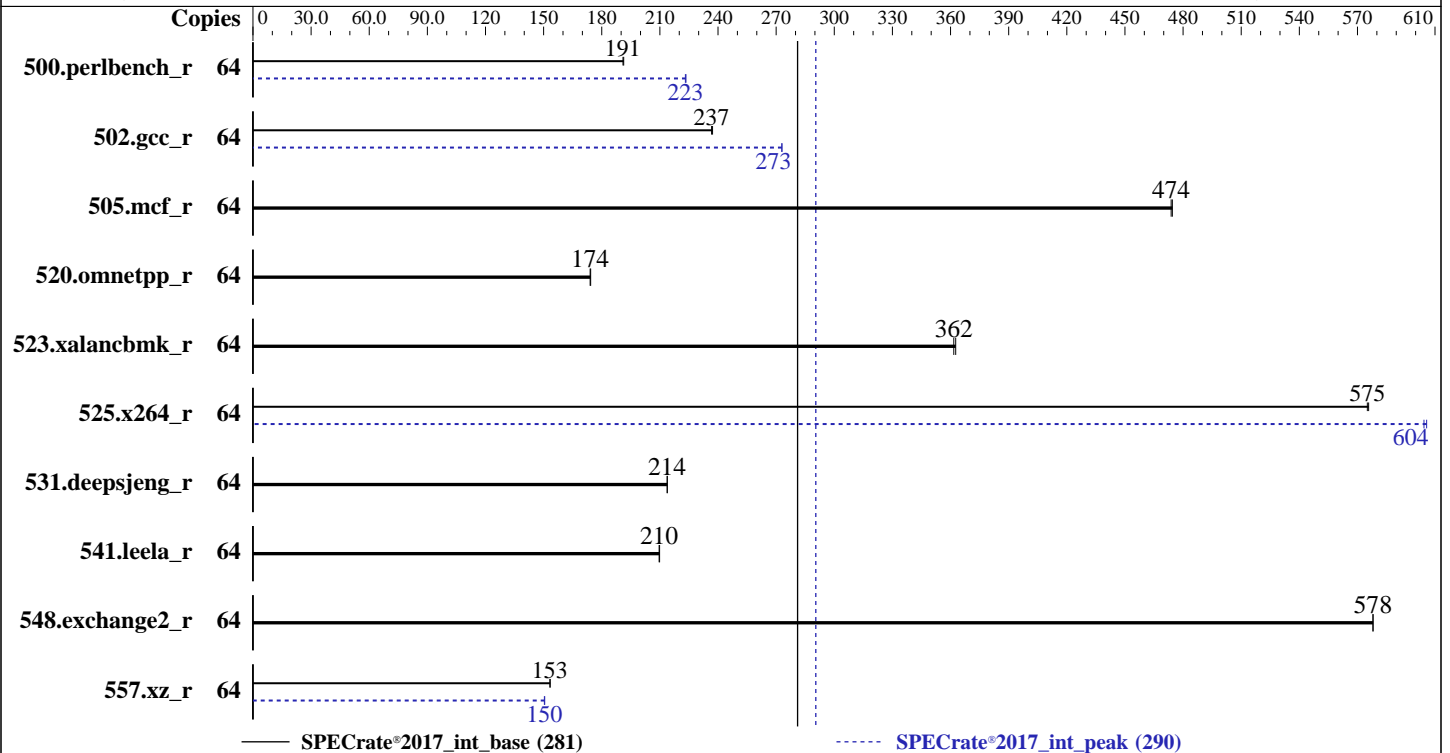 Copies 0 30.0 60.0 90.0 120 150 180 210 240 270 300 330 360 390 420 450 480 510 540 570 610
500.perlbench_r 64
191
223
502.gcc_r 64
237
273
505.mcf_r 64
474
520.omnetpp_r 64
174
523.xalancbmk_r 64
362
525.x264_r 64
575
604
531.deepsjeng_r 64
214
541.leela_r 64
210
548.exchange2_r 64
578
557.xz_r 64
153
150
SPECrate®2017_int_base (281) SPECrate®2017_int_peak (290)